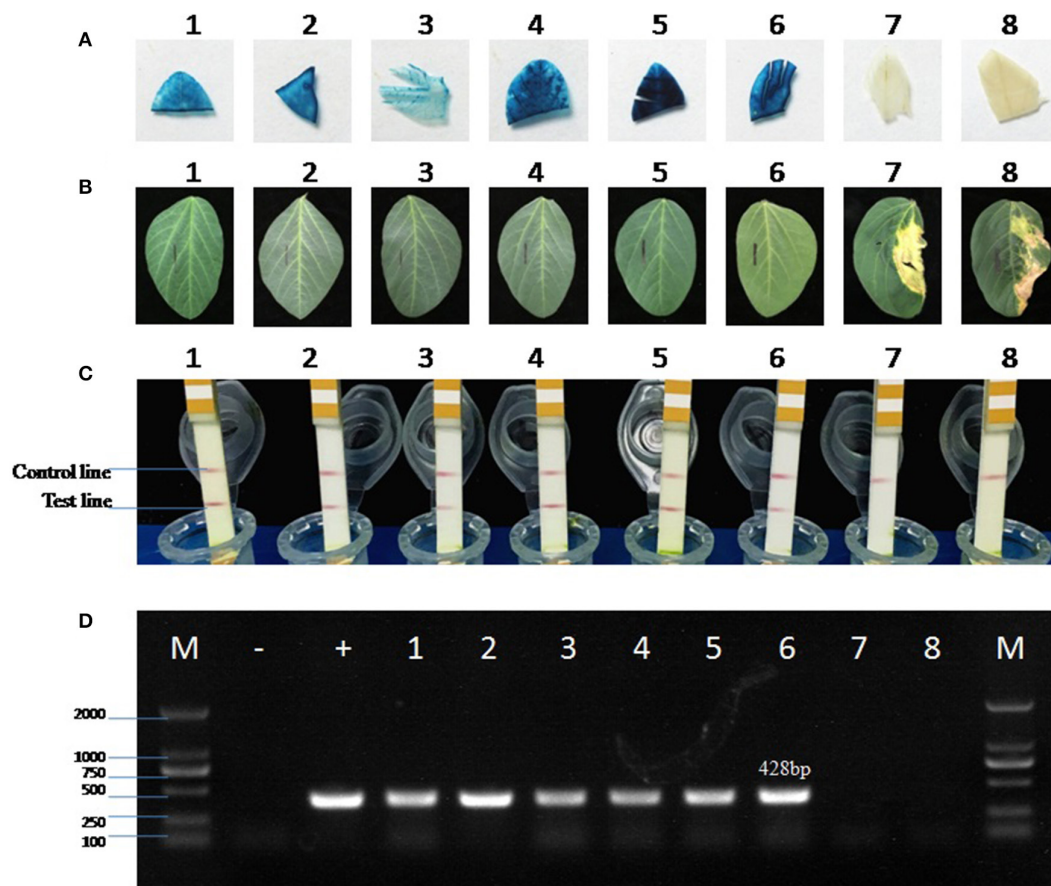 A
1 2 3 4 5 6 7 8
B
1 2 3 4 5 6 7 8
C
1 2 3 4 5 6 7 8
Control line
Test line
D
M - + 1 2 3 4 5 6 7 8 M
2000
1000
750
500
250
100
428bp